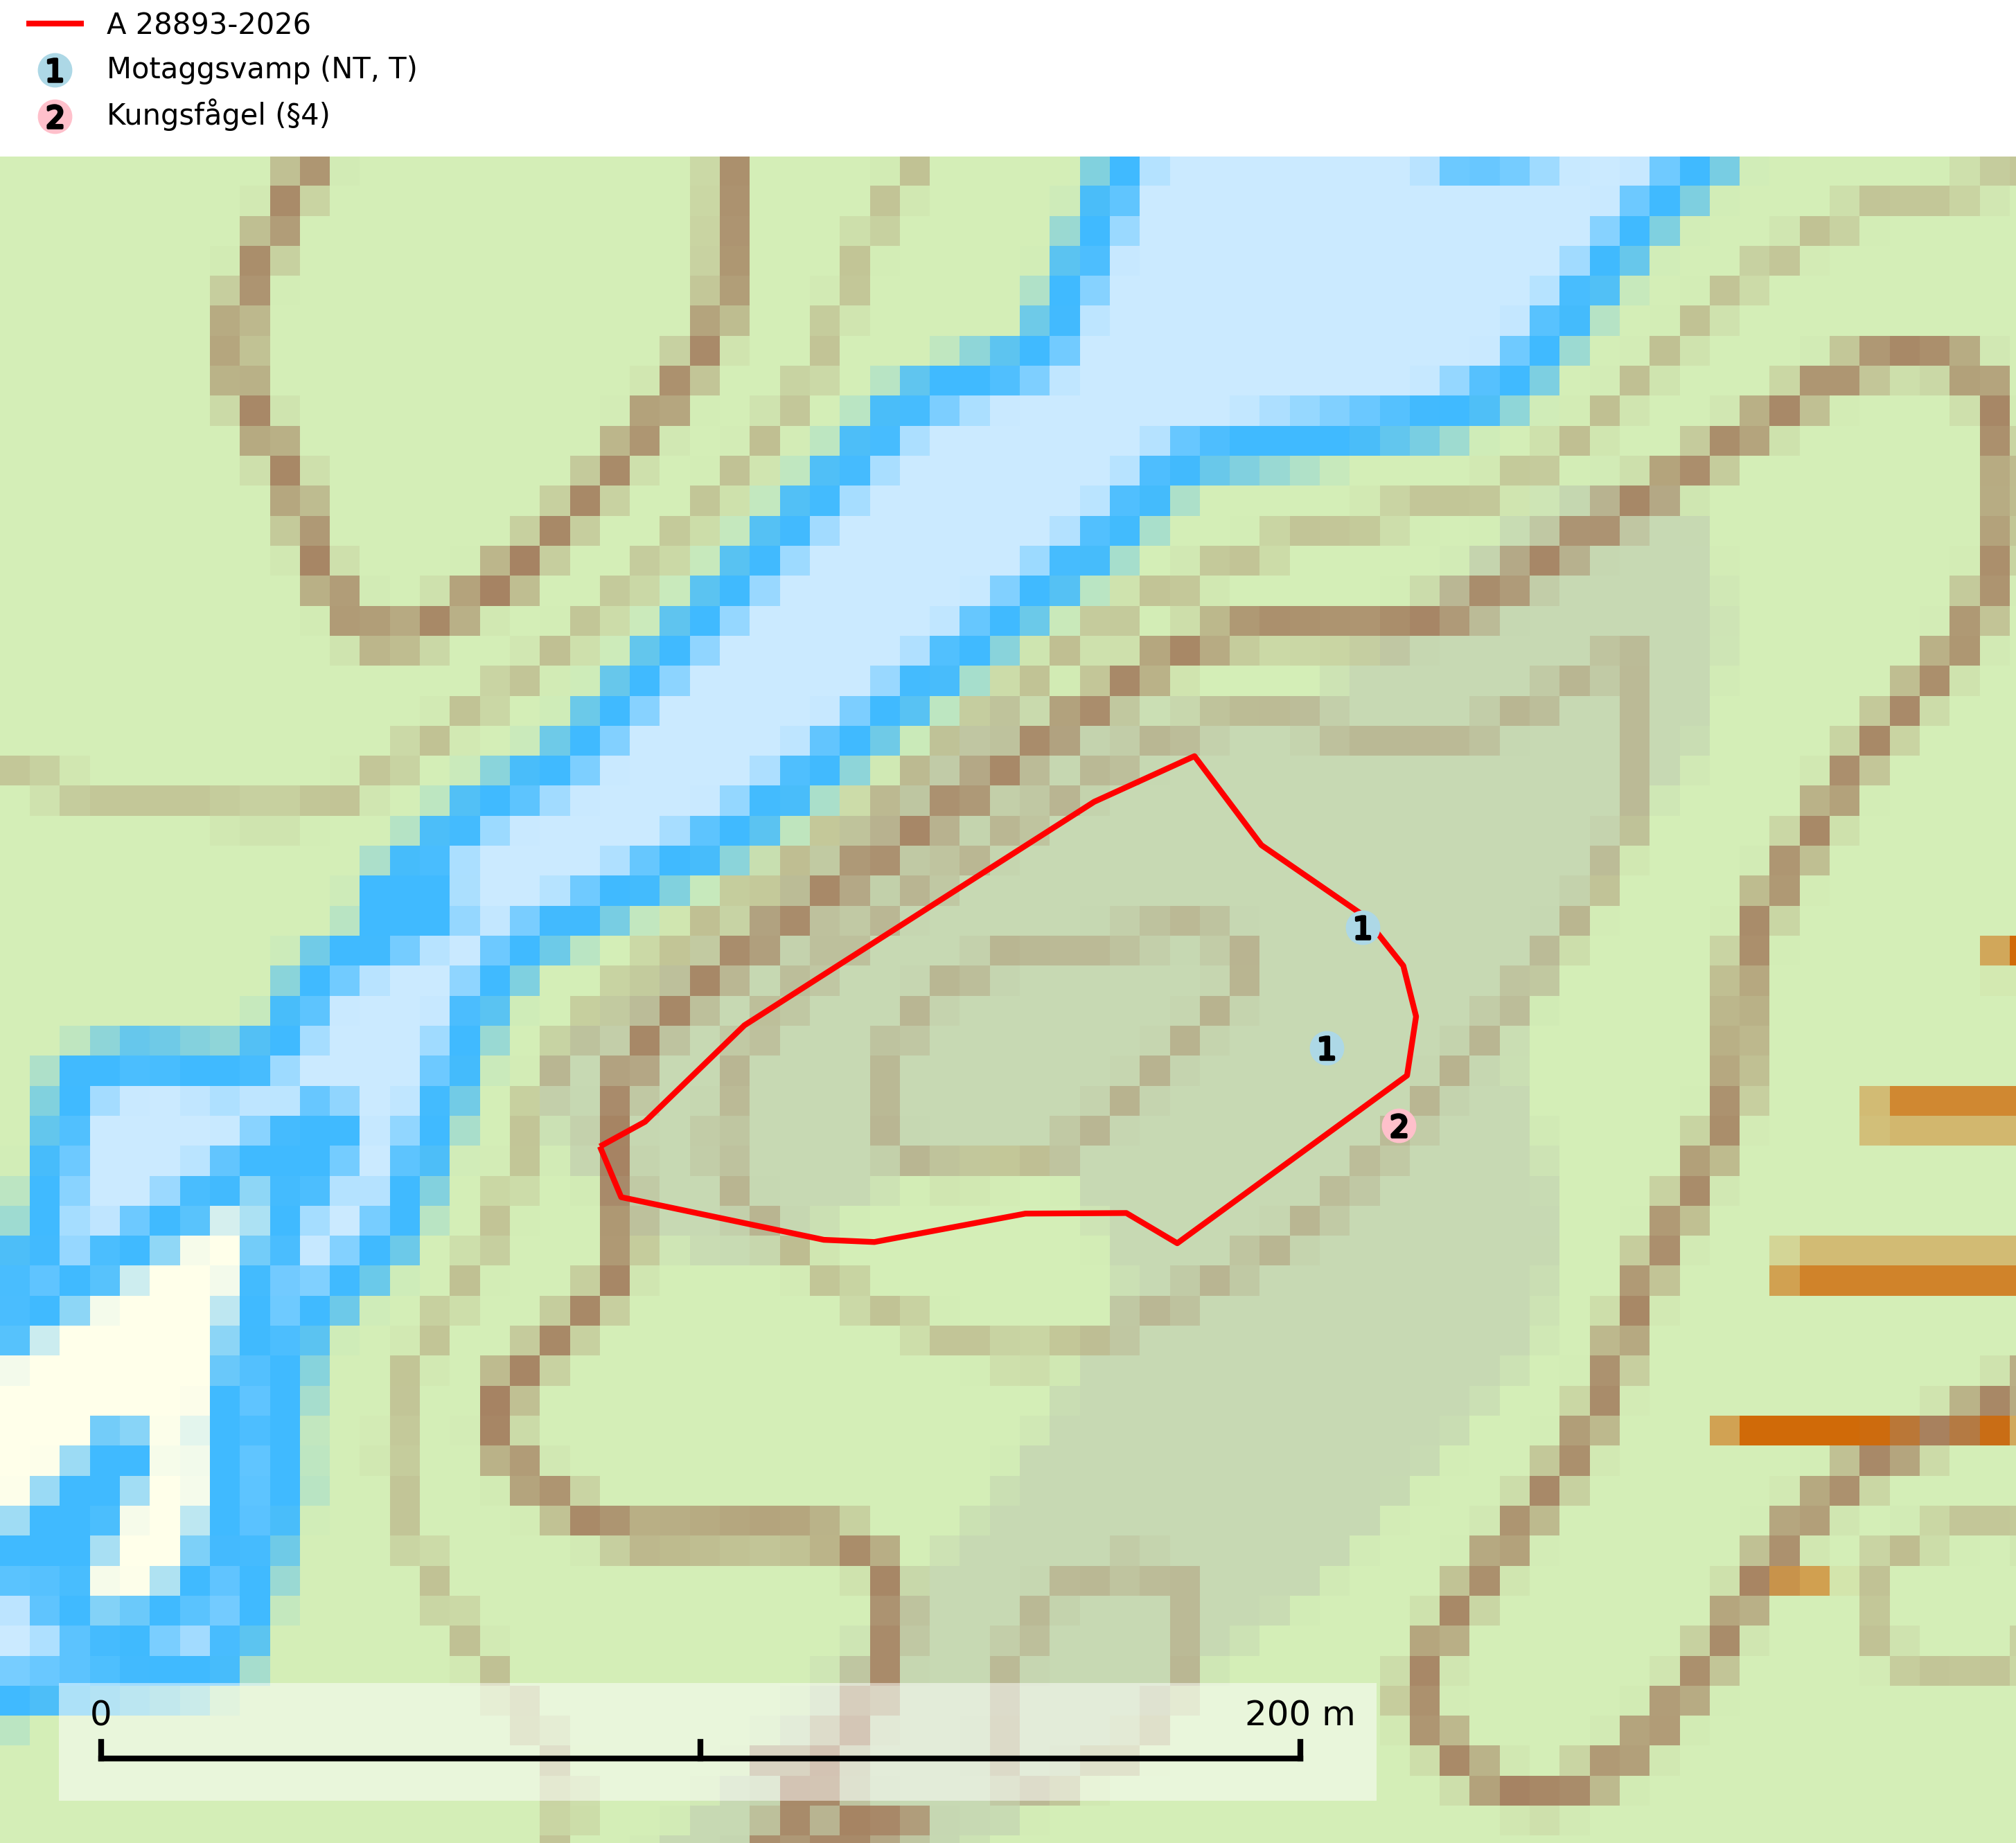 A 28893-2026
1 Motaggsvamp (NT, T)
2 Kungsfågel (§4)
1
1
2
0 200 m